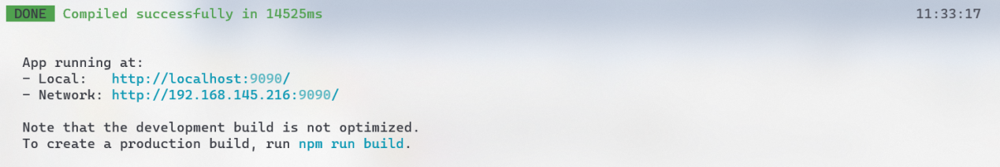 DONE Compiled successfully in 14525ms 11:33:17
App running at:
- Local: http://localhost:9090/
- Network: http://192.168.145.216:9090/
Note that the development build is not optimized.
To create a production build, run npm run build.